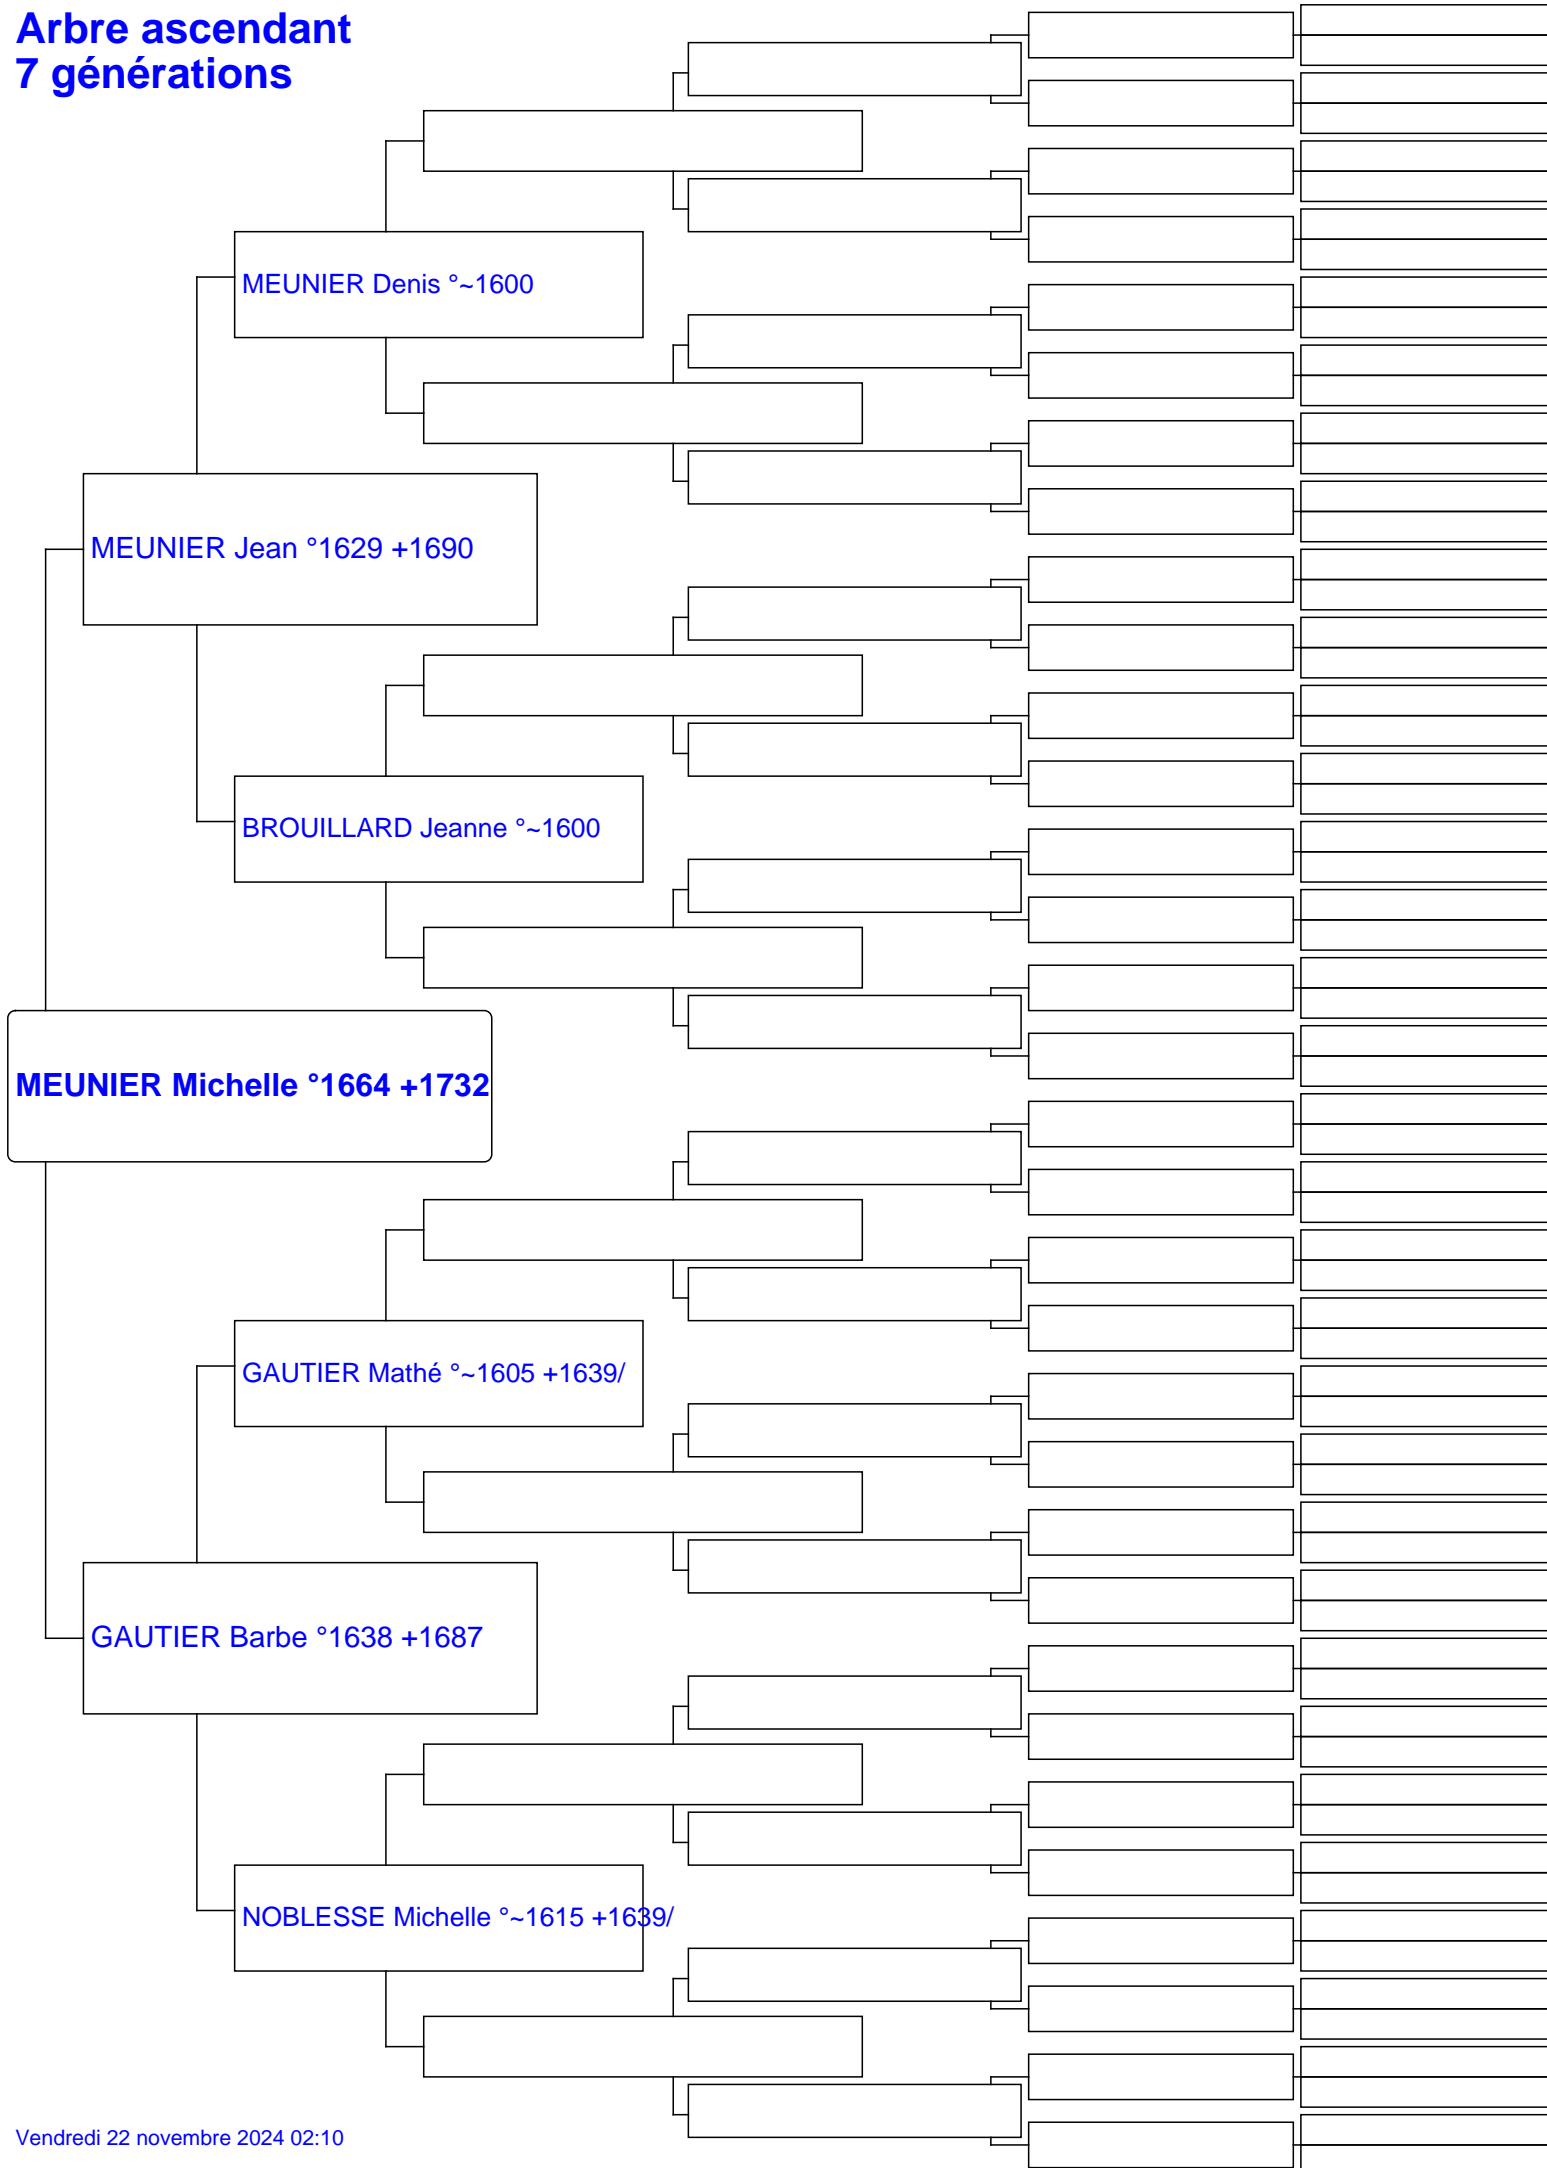 Arbre ascendant
7 générations
MEUNIER Denis °~1600
MEUNIER Jean °1629 +1690
BROUILLARD Jeanne °~1600
MEUNIER Michelle °1664 +1732
GAUTIER Mathé °~1605 +1639/
GAUTIER Barbe °1638 +1687
NOBLESSE Michelle °~1615 +1639/
Vendredi 22 novembre 2024 02:10